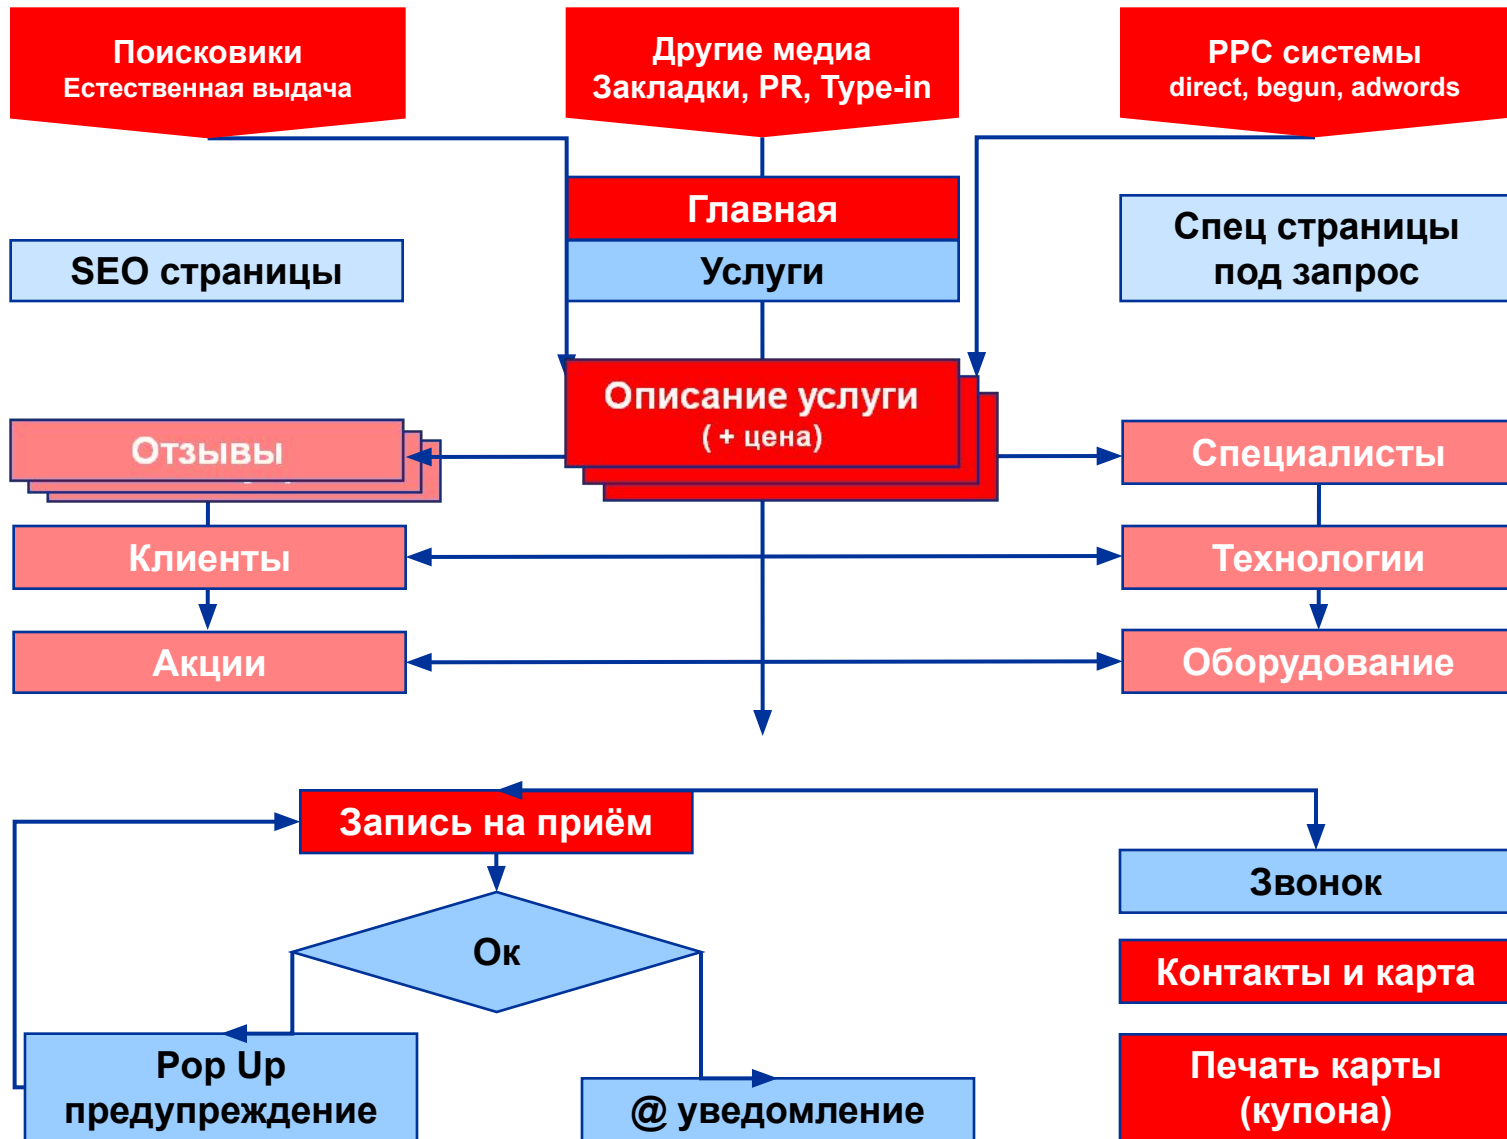 Поисковики
Естественная выдача
Другие медиа
Закладки, PR, Type-in
PPC системы
direct, begun, adwords
Главная
Услуги
SEO страницы
Спец страницы
под запрос
Описание услуги
( + цена)
Отзывы
Специалисты
Клиенты
Технологии
Акции
Оборудование
Запись на приём
Звонок
Ок
Контакты и карта
Pop Up
предупреждение
@ уведомление
Печать карты
(купона)